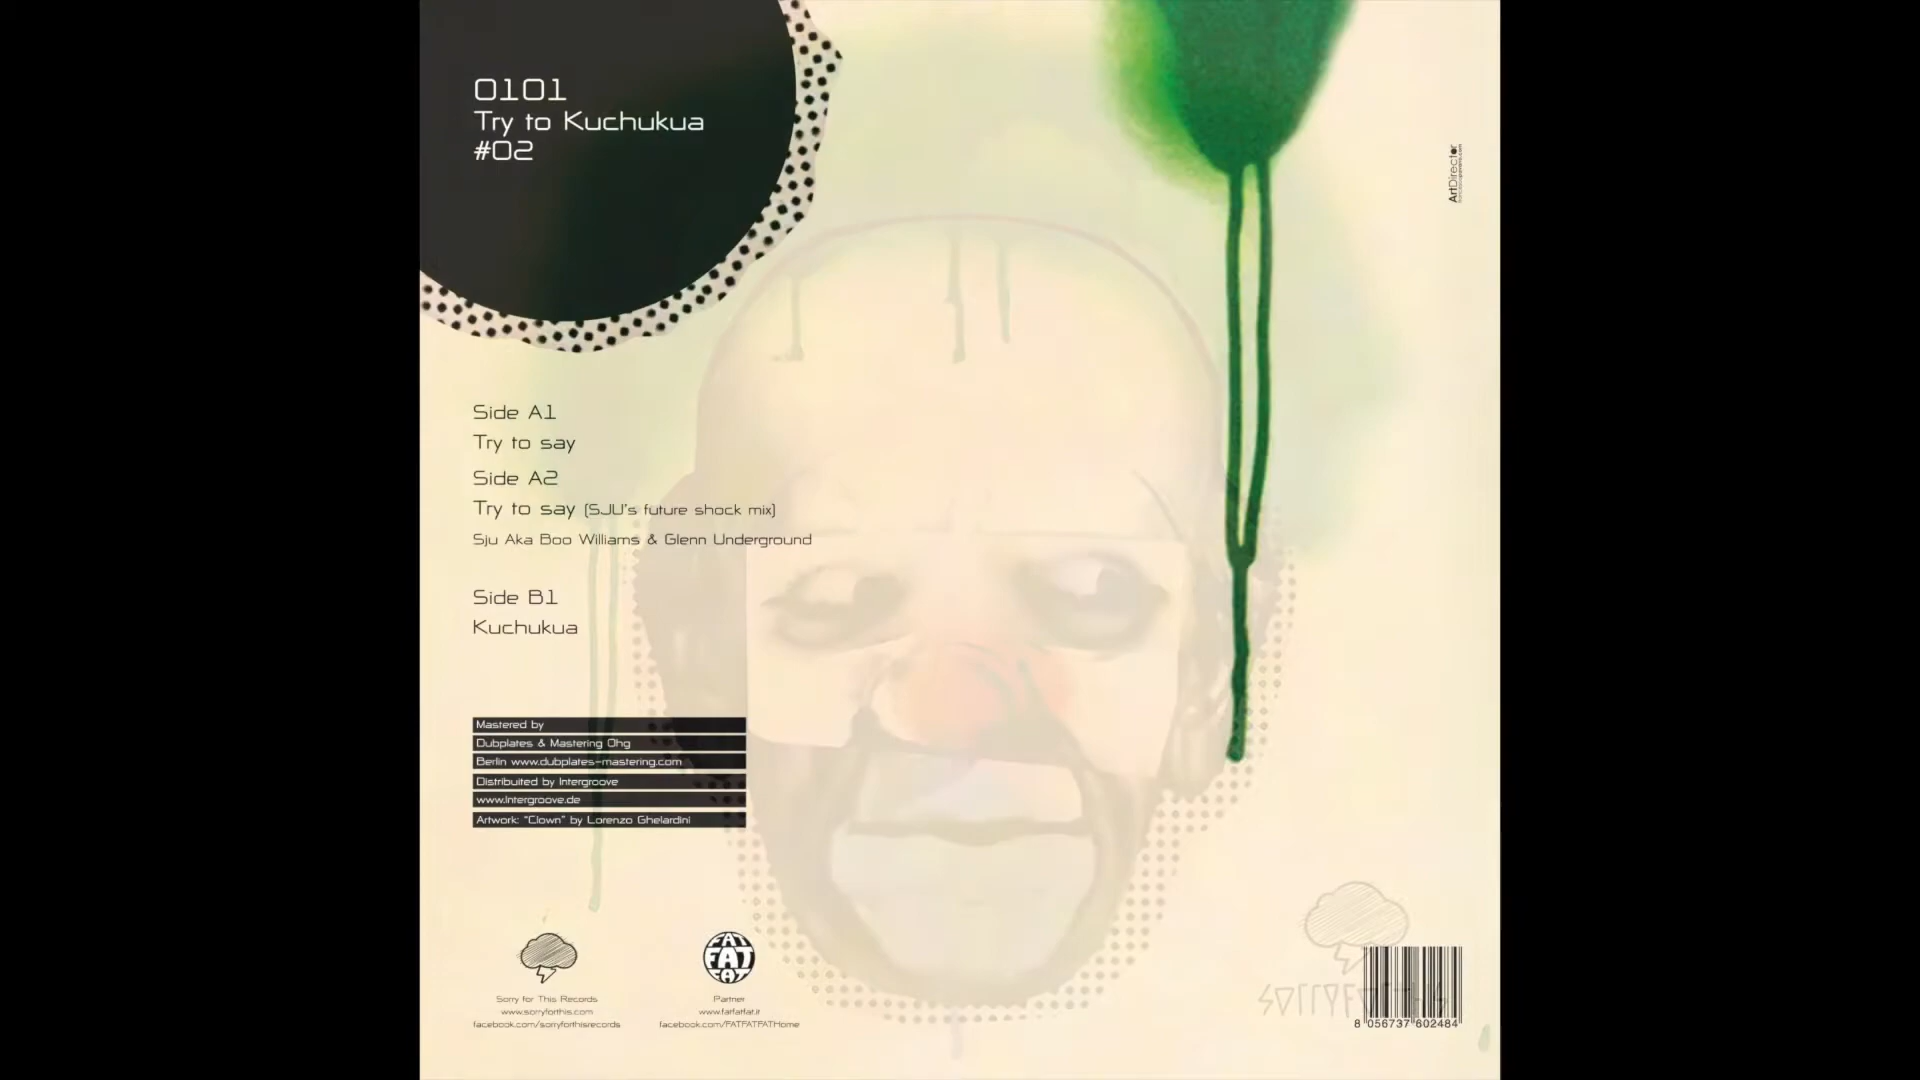 0101
Try to Kuchukua
#02
ArtDirector
Side A1
Try to say
Side A2
Try to say (SJU's future shock mix)
Sju Aka Boo Williams & Glenn Underground
Side B1
Kuchukua
Mastered by
Dubplates & Mastering Ohg
Berlin www.dubplates-mastering.com
Distribuited by Intergroove
www.intergroove.de
Artwork: "Clown" by Lorenzo Ghelardini
FAT
FAT
FAT
Sorry for This Records
www.sorryforthis.com
facebook.com/sorryforthisrecords
Partner
www.fatfatfat.it
facebook.com/FATFATFATHome
SORRYFORTHIS
8 056737 602484